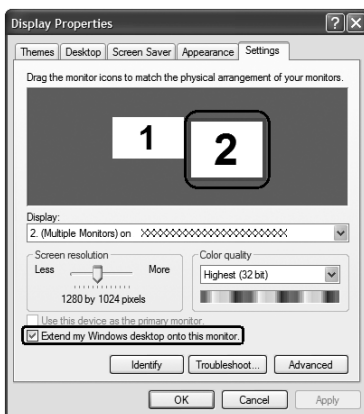 Display Properties
Themes Desktop Screen Saver Appearance Settings
Drag the monitor icons to match the physical arrangement of your monitors.
1 2
Display:
2. (Multiple Monitors) on XXXXXXXXXXXXXXXXXXXXXXXX
Screen resolution
Less More
1280 by 1024 pixels
Color quality
Highest (32 bit)
Use this device as the primary monitor.
Extend my Windows desktop onto this monitor.
Identify Troubleshoot... Advanced
OK Cancel Apply